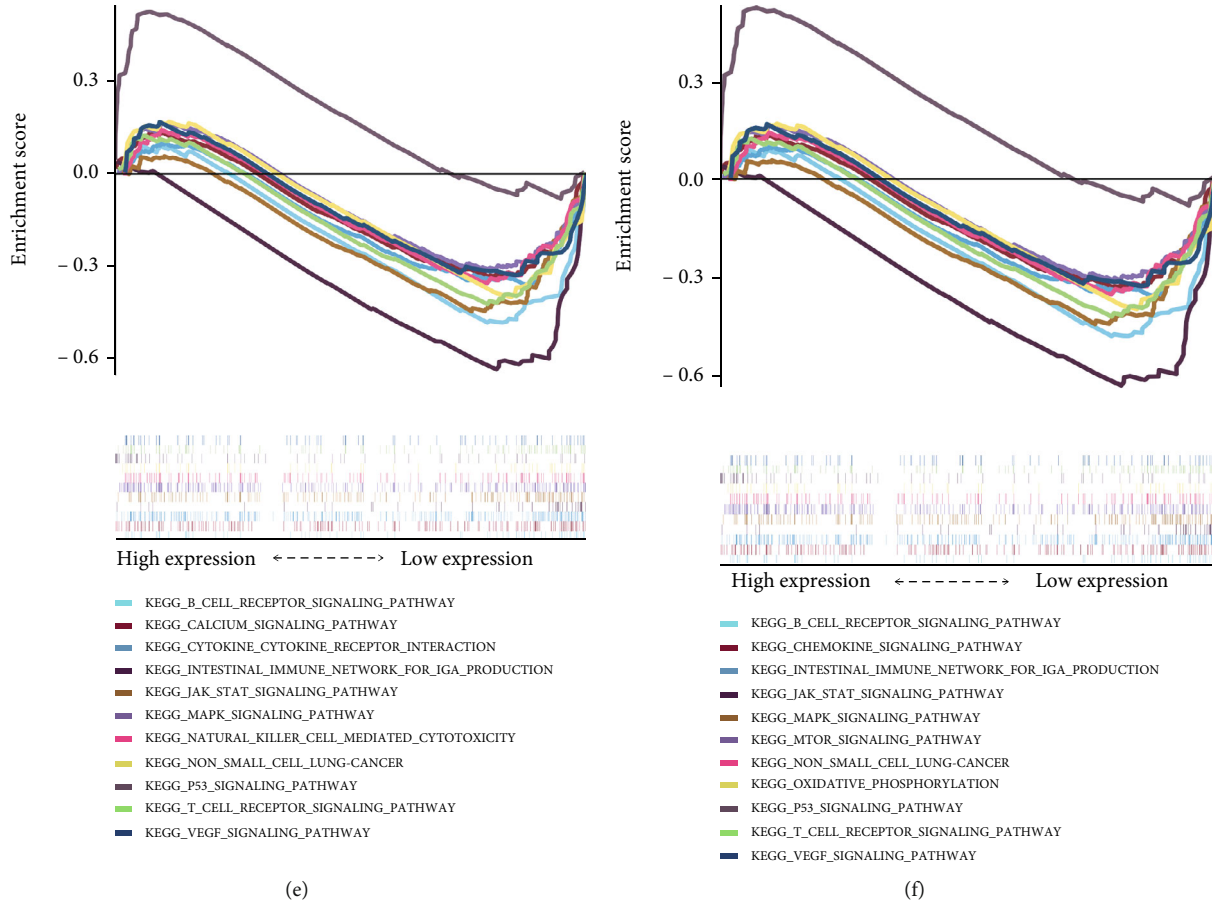 Enrichment score
0.3
0.0
– 0.3
– 0.6
High expression
Low expression
KEGG_B_CELL_RECEPTOR_SIGNALING_PATHWAY
KEGG_CALCIUM_SIGNALING_PATHWAY
KEGG_CYTOKINE_CYTOKINE_RECEPTOR_INTERACTION
KEGG_INTESTINAL_IMMUNE_NETWORK_FOR_IGA_PRODUCTION
KEGG_JAK_STAT_SIGNALING_PATHWAY
KEGG_MAPK_SIGNALING_PATHWAY
KEGG_NATURAL_KILLER_CELL_MEDIATED_CYTOTOXICITY
KEGG_NON_SMALL_CELL_LUNG-CANCER
KEGG_P53_SIGNALING_PATHWAY
KEGG_T_CELL_RECEPTOR_SIGNALING_PATHWAY
KEGG_VEGF_SIGNALING_PATHWAY
(e)
Enrichment score
0.3
0.0
– 0.3
– 0.6
High expression
Low expression
KEGG_B_CELL_RECEPTOR_SIGNALING_PATHWAY
KEGG_CHEMOKINE_SIGNALING_PATHWAY
KEGG_INTESTINAL_IMMUNE_NETWORK_FOR_IGA_PRODUCTION
KEGG_JAK_STAT_SIGNALING_PATHWAY
KEGG_MAPK_SIGNALING_PATHWAY
KEGG_MTOR_SIGNALING_PATHWAY
KEGG_NON_SMALL_CELL_LUNG-CANCER
KEGG_OXIDATIVE_PHOSPHORYLATION
KEGG_P53_SIGNALING_PATHWAY
KEGG_T_CELL_RECEPTOR_SIGNALING_PATHWAY
KEGG_VEGF_SIGNALING_PATHWAY
(f)